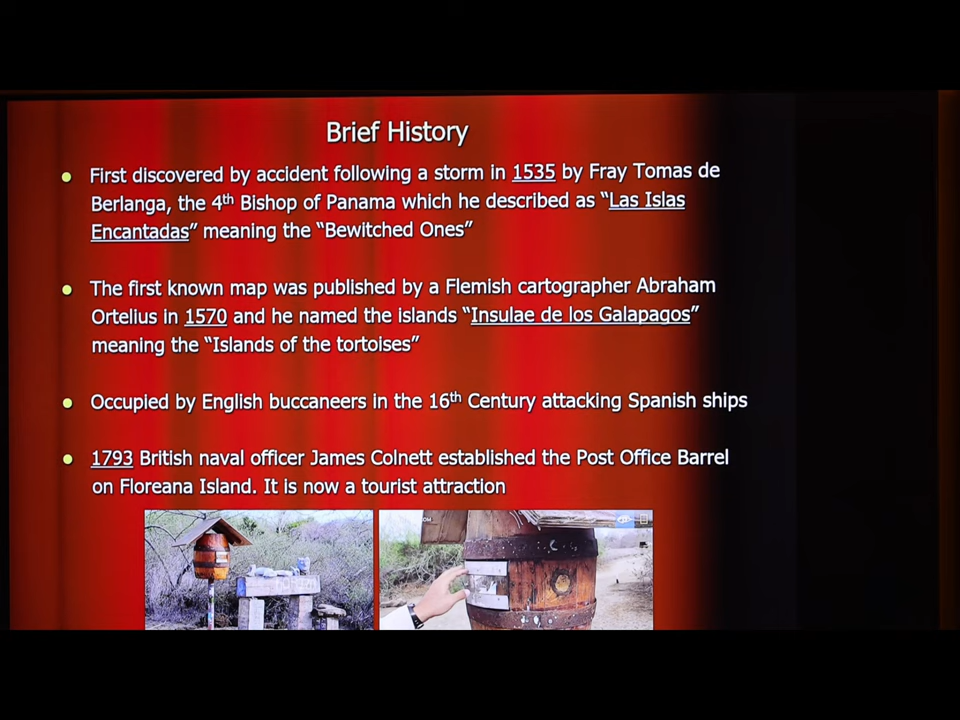 Brief History
• First discovered by accident following a storm in 1535 by Fray Tomas de
Berlanga, the 4th Bishop of Panama which he described as “Las Islas
Encantadas” meaning the “Bewitched Ones”
• The first known map was published by a Flemish cartographer Abraham
Ortelius in 1570 and he named the islands “Insulae de los Galapagos”
meaning the “Islands of the tortoises”
• Occupied by English buccaneers in the 16th Century attacking Spanish ships
• 1793 British naval officer James Colnett established the Post Office Barrel
on Floreana Island. It is now a tourist attraction